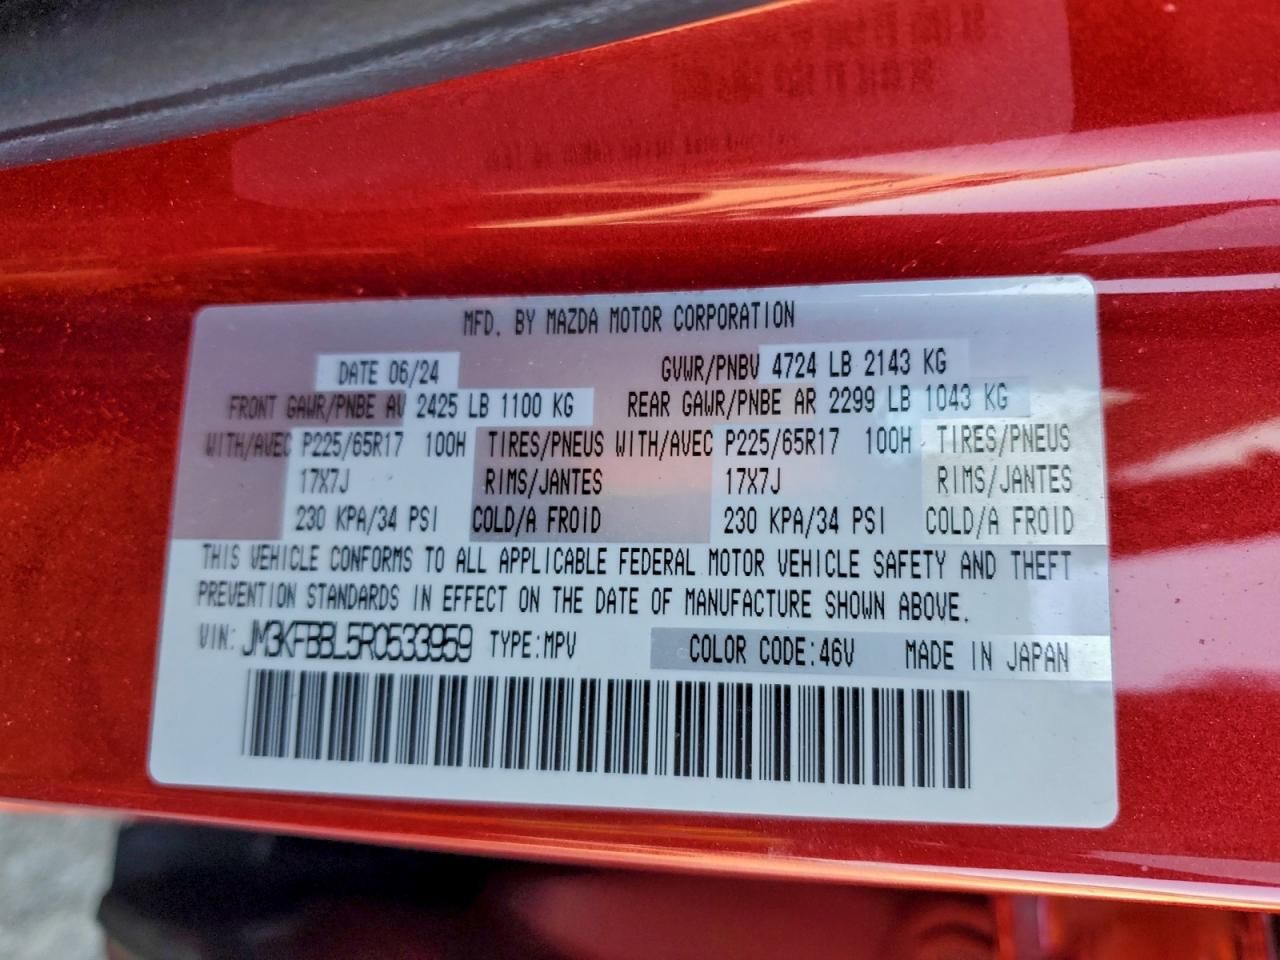 MFD. BY MAZDA MOTOR CORPORATION
DATE 06/24 GVWR/PNBV 4724 LB 2143 KG
FRONT GAWR/PNBE AV 2425 LB 1100 KG REAR GAWR/PNBE AR 2299 LB 1043 KG
WITH/AVEC P225/65R17 100H TIRES/PNEUS WITH/AVEC P225/65R17 100H TIRES/PNEUS
17X7J RIMS/JANTES 17X7J RIMS/JANTES
230 KPA/34 PSI COLD/A FROID 230 KPA/34 PSI COLD/A FROID
THIS VEHICLE CONFORMS TO ALL APPLICABLE FEDERAL MOTOR VEHICLE SAFETY AND THEFT
PREVENTION STANDARDS IN EFFECT ON THE DATE OF MANUFACTURE SHOWN ABOVE.
VIN: JM3KFBBL5R0533959 TYPE:MPV COLOR CODE:46V MADE IN JAPAN